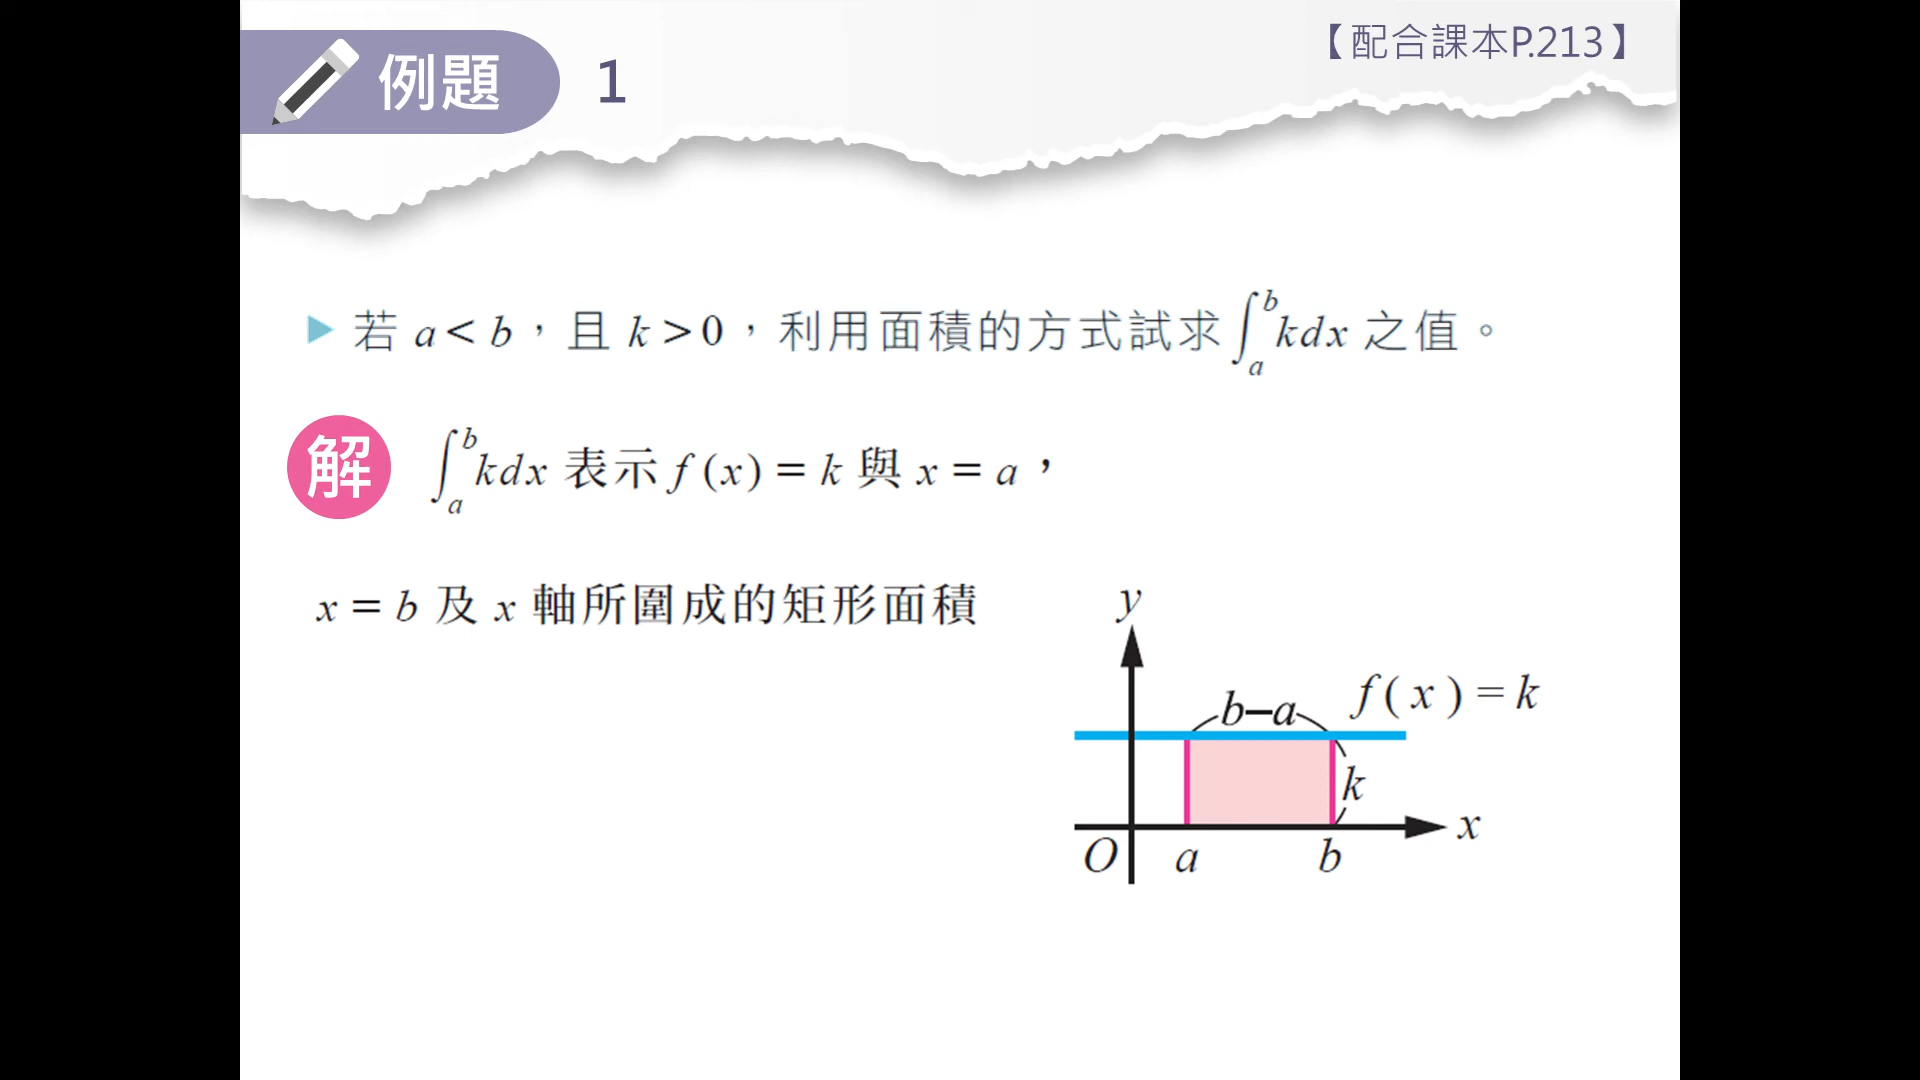 例題 1
【配合課本P.213】
若 a < b，且 k > 0，利用面積的方式試求 ∫_a^b kdx 之值。
解 ∫_a^b kdx 表示 f(x) = k 與 x = a，
x = b 及 x 軸所圍成的矩形面積
y
b−a
f(x) = k
k
x
O a b